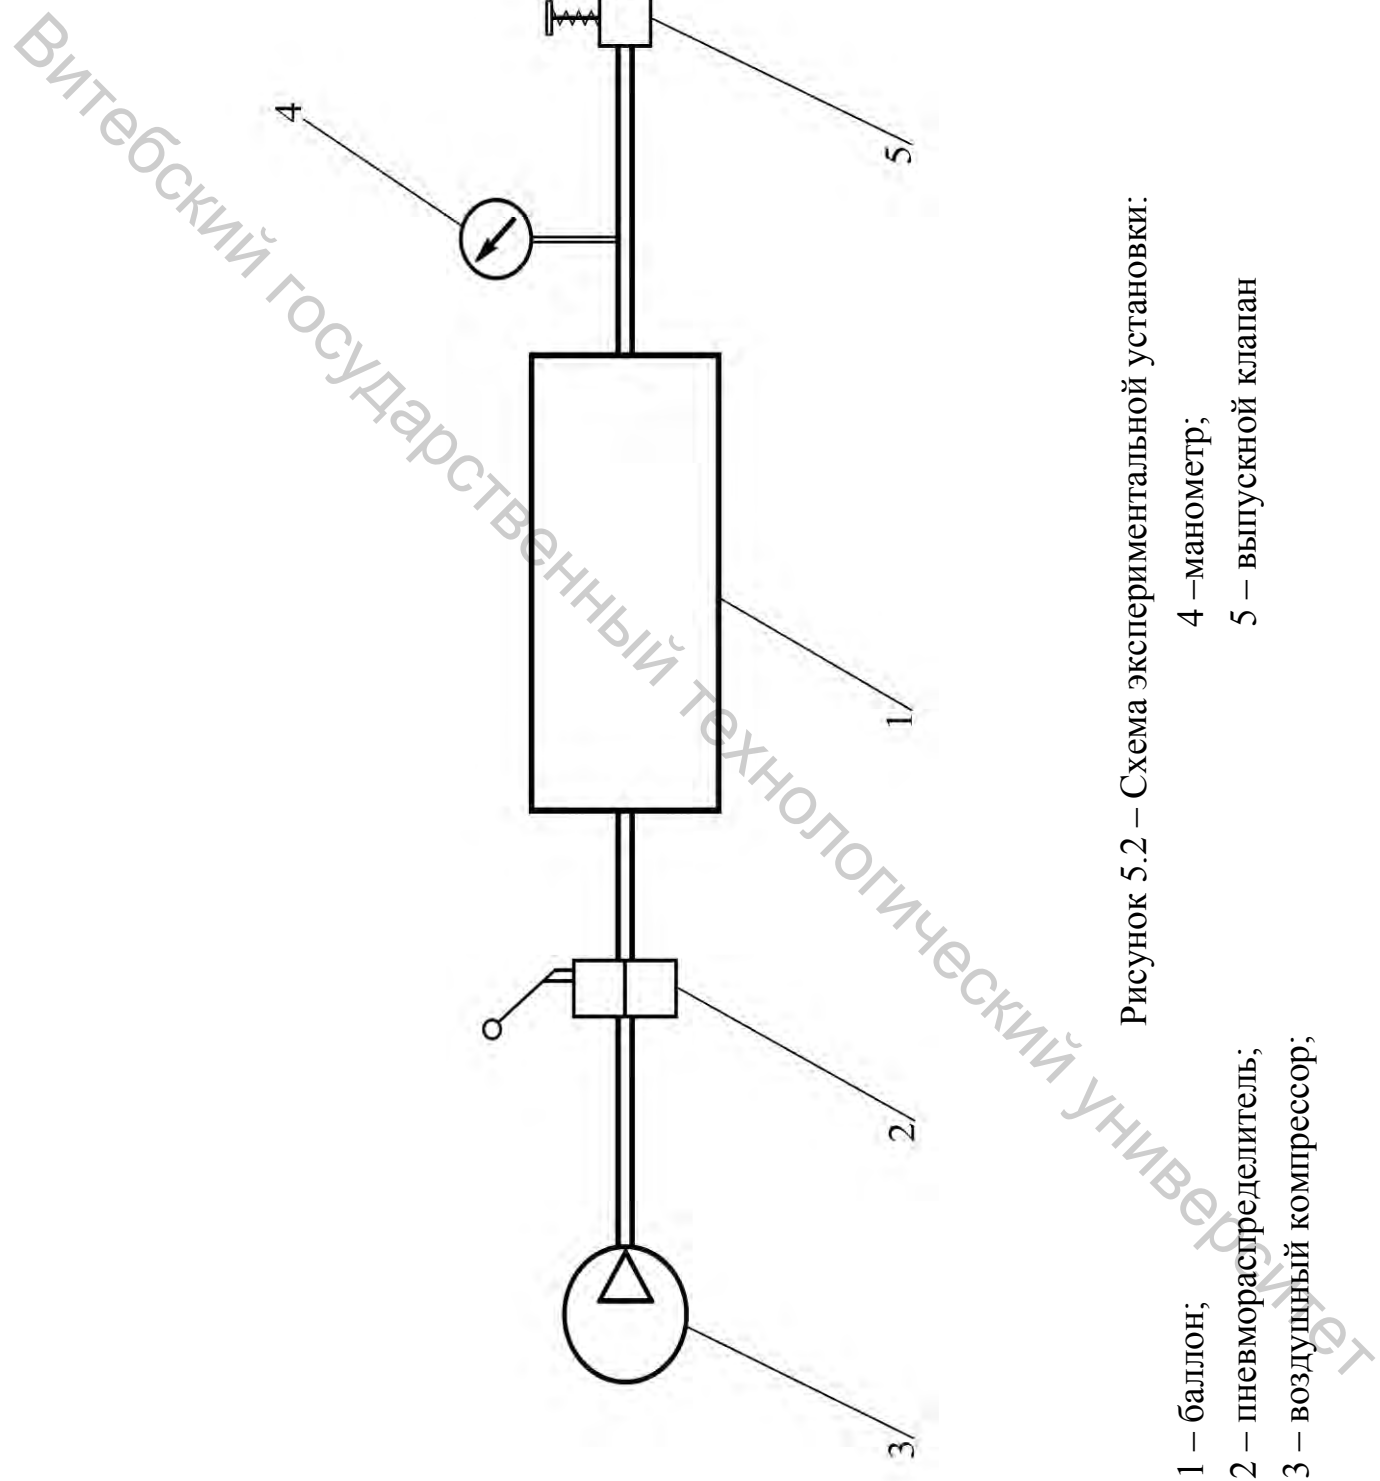 4
5
1
2
3
Рисунок 5.2 – Схема экспериментальной установки:
1 – баллон;
2 – пневмораспределитель;
3 – воздушный компрессор;
4 –манометр;
5 – выпускной клапан
Витебский государственный технологический университет